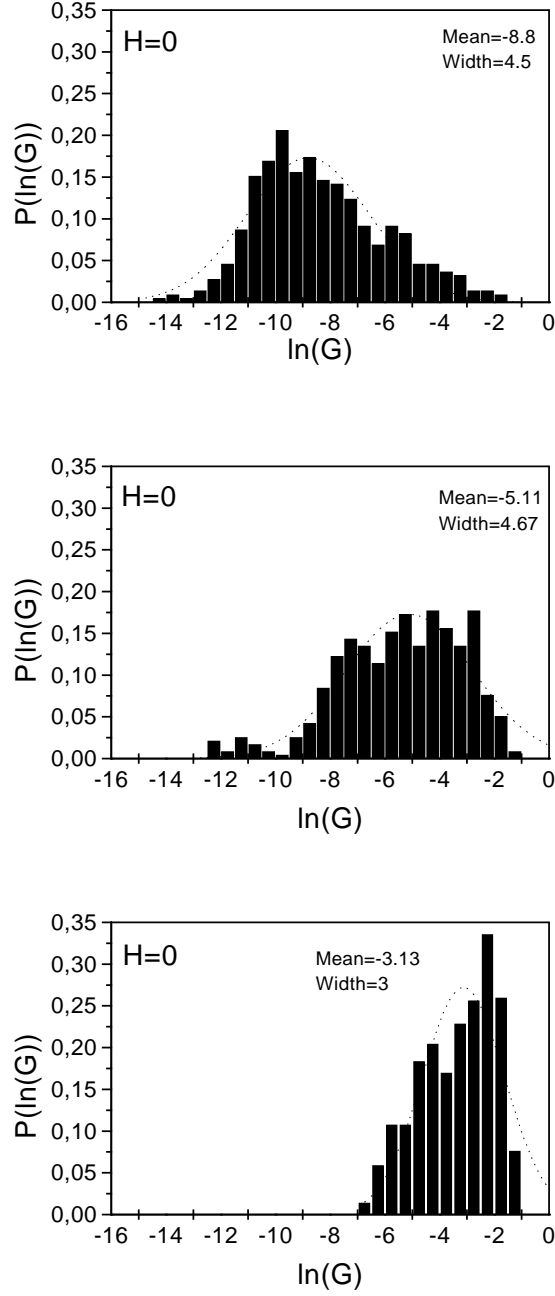 0,35
0,30
0,25
0,20
0,15
0,10
0,05
0,00
P(ln(G))
H=0
Mean=-8.8
Width=4.5
-16 -14 -12 -10 -8 -6 -4 -2 0
ln(G)
0,35
0,30
0,25
0,20
0,15
0,10
0,05
0,00
P(ln(G))
H=0
Mean=-5.11
Width=4.67
-16 -14 -12 -10 -8 -6 -4 -2 0
ln(G)
0,35
0,30
0,25
0,20
0,15
0,10
0,05
0,00
P(ln(G))
H=0
Mean=-3.13
Width=3
-16 -14 -12 -10 -8 -6 -4 -2 0
ln(G)